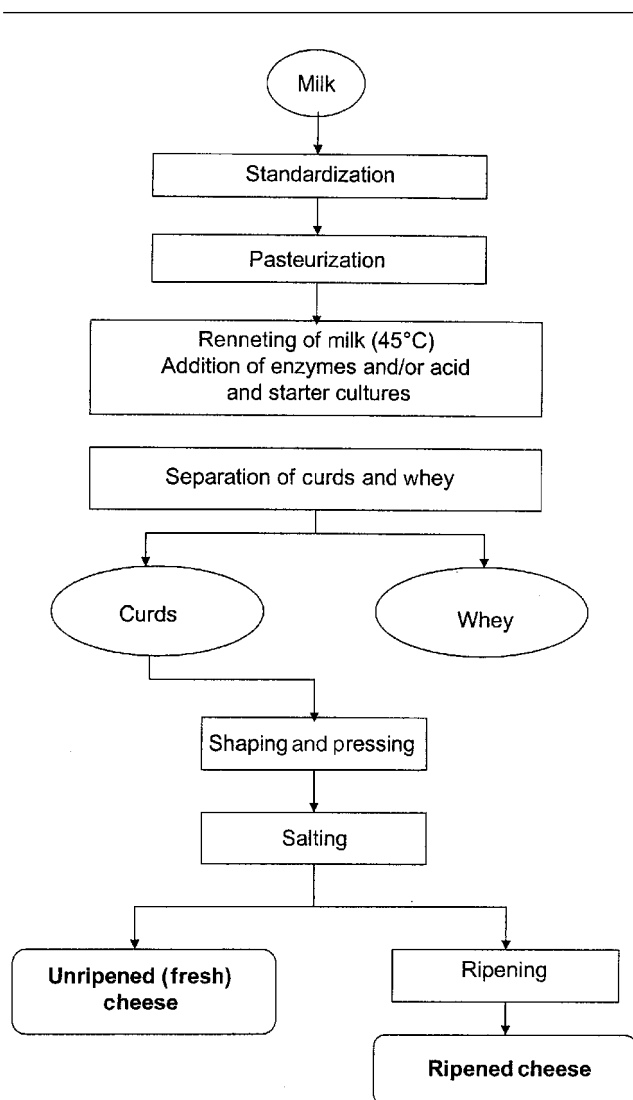 Milk
Standardization
Pasteurization
Renneting of milk (45°C)
Addition of enzymes and/or acid
and starter cultures
Separation of curds and whey
Curds
Whey
Shaping and pressing
Salting
Unripened (fresh)
cheese
Ripening
Ripened cheese